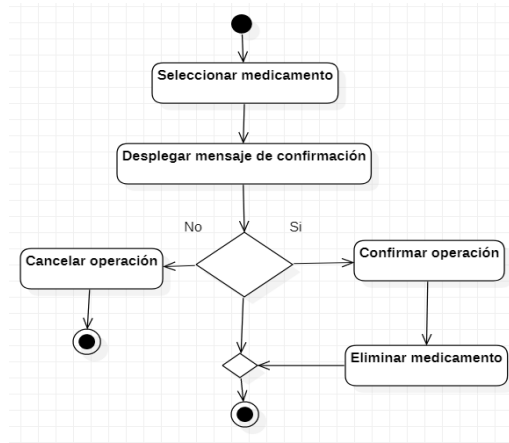 Seleccionar medicamento
Desplegar mensaje de confirmación
No
Si
Cancelar operación
Confirmar operación
Eliminar medicamento